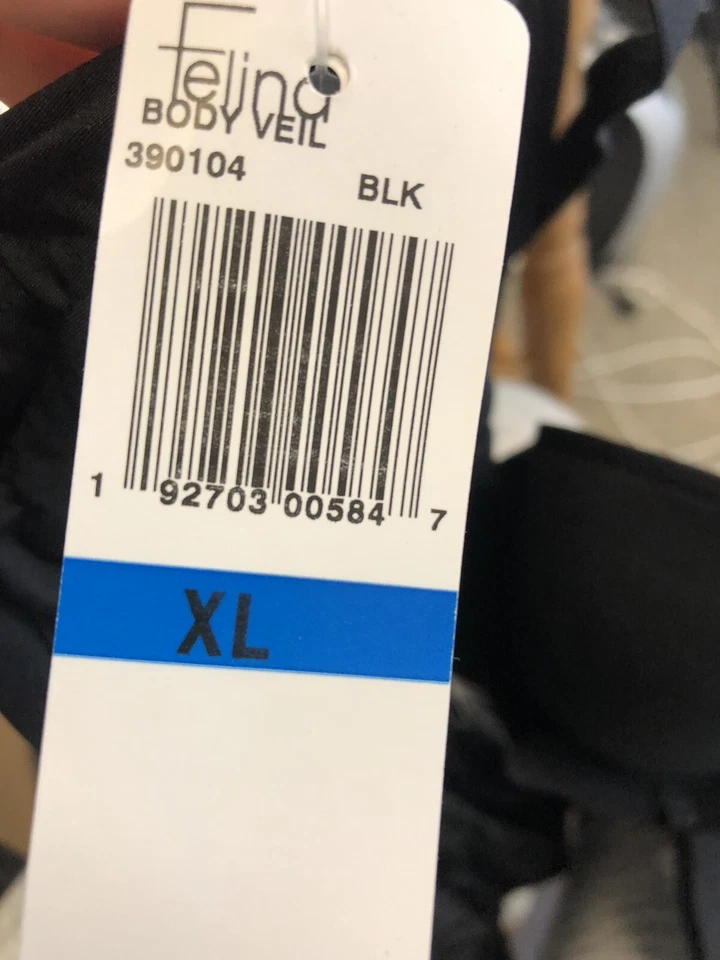 Felina
BODY VEIL
390104
BLK
1 92703 00584 7
XL